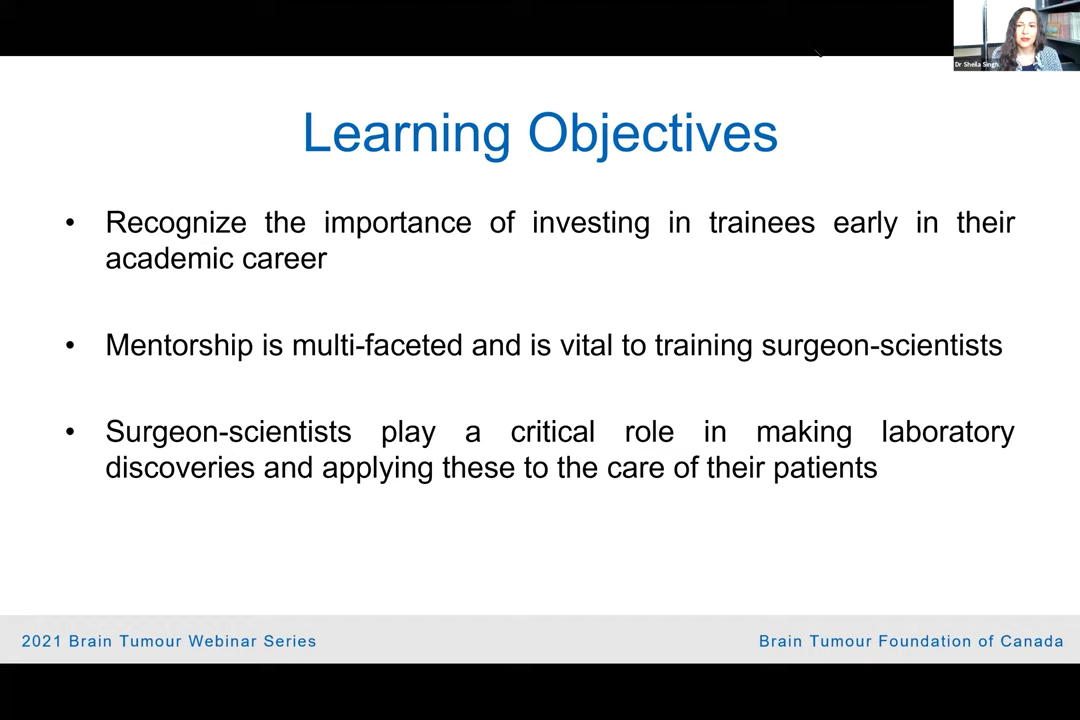 Dr Sheila Singh
Learning Objectives
• Recognize the importance of investing in trainees early in their
academic career
• Mentorship is multi-faceted and is vital to training surgeon-scientists
• Surgeon-scientists play a critical role in making laboratory
discoveries and applying these to the care of their patients
2021 Brain Tumour Webinar Series
Brain Tumour Foundation of Canada